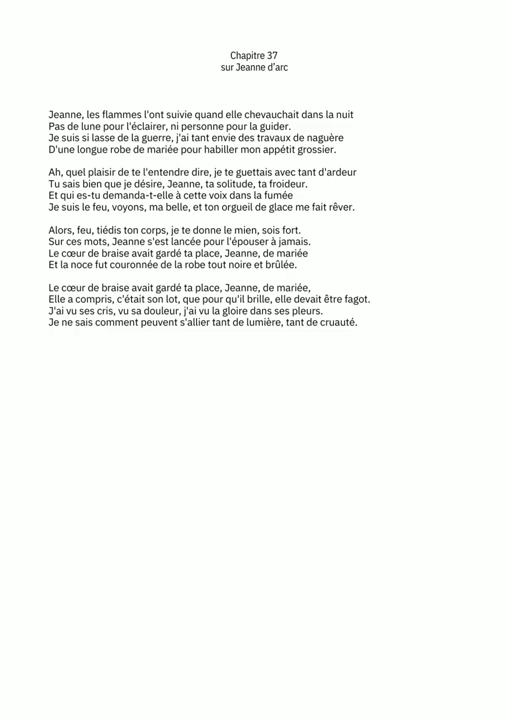 Chapitre 37
sur Jeanne d'arc
Jeanne, les flammes l'ont suivie quand elle chevauchait dans la nuit
Pas de lune pour l'éclairer, ni personne pour la guider.
Je suis si lasse de la guerre, j'ai tant envie des travaux de naguère
D'une longue robe de mariée pour habiller mon appétit grossier.
Ah, quel plaisir de te l'entendre dire, je te guettais avec tant d'ardeur
Tu sais bien que je désire, Jeanne, ta solitude, ta froideur.
Et qui es-tu demanda-t-elle à cette voix dans la fumée
Je suis le feu, voyons, ma belle, et ton orgueil de glace me fait rêver.
Alors, feu, tiédis ton corps, je te donne le mien, sois fort.
Sur ces mots, Jeanne s'est lancée pour l'épouser à jamais.
Le cœur de braise avait gardé ta place, Jeanne, de mariée
Et la noce fut couronnée de la robe tout noire et brûlée.
Le cœur de braise avait gardé ta place, Jeanne, de mariée,
Elle a compris, c'était son lot, que pour qu'il brille, elle devait être fagot.
J'ai vu ses cris, vu sa douleur, j'ai vu la gloire dans ses pleurs.
Je ne sais comment peuvent s'allier tant de lumière, tant de cruauté.